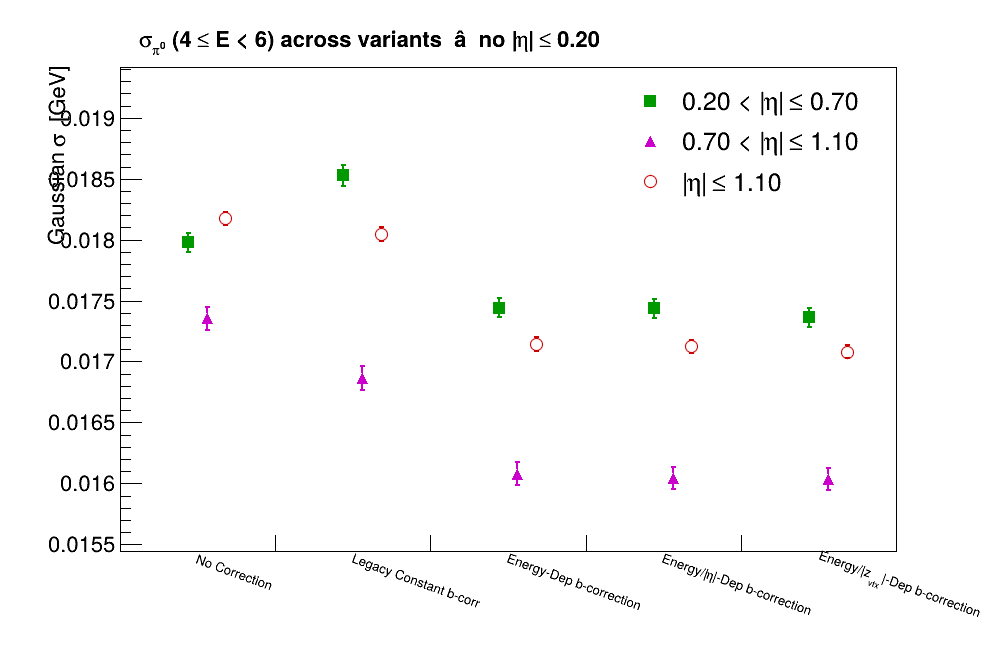 σπ⁰ (4 ≤ E < 6) across variants â no |η| ≤ 0.20
Gaussian σ [GeV]
0.019
0.0185
0.018
0.0175
0.017
0.0165
0.016
0.0155
0.20 < |η| ≤ 0.70
0.70 < |η| ≤ 1.10
|η| ≤ 1.10
No Correction
Legacy Constant b-corr
Energy-Dep b-correction
Energy/|η|-Dep b-correction
Energy/|z_vtx|-Dep b-correction